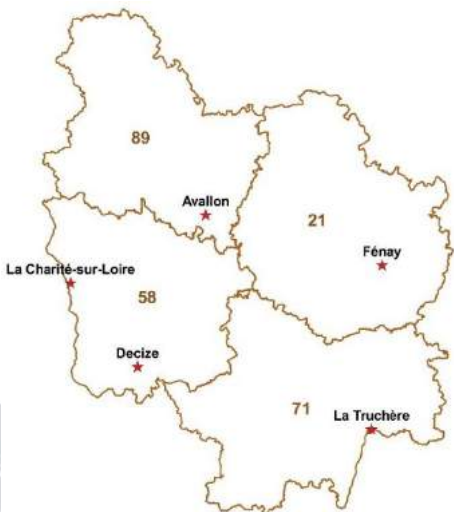 89
Avallon
21
Fénay
La Charité-sur-Loire
58
Decize
71
La Truchère